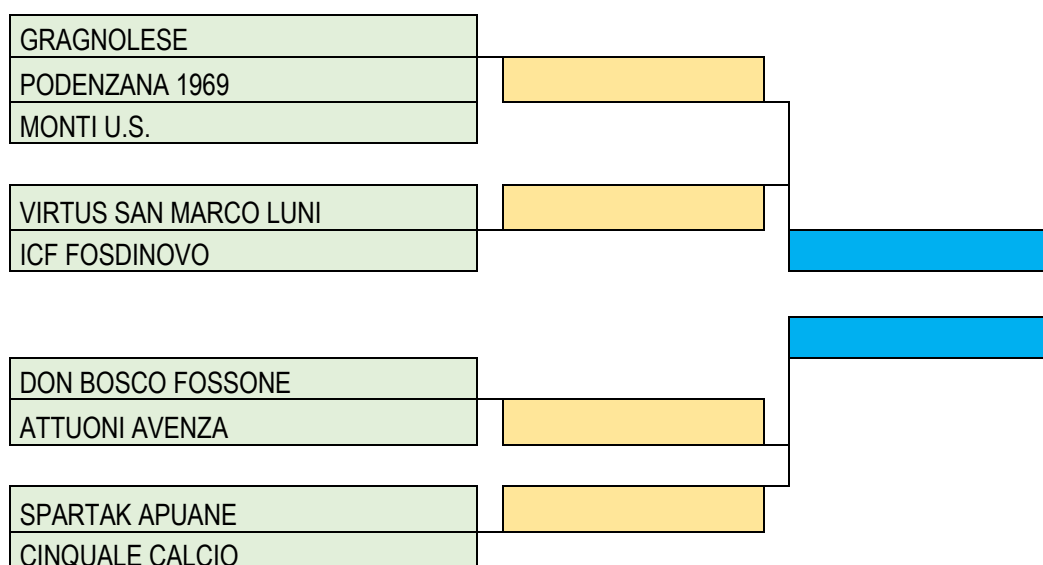 GRAGNOLESE
PODENZANA 1969
MONTI U.S.
VIRTUS SAN MARCO LUNI
ICF FOSDINOVO
DON BOSCO FOSSONE
ATTUONI AVENZA
SPARTAK APUANE
CINQUALE CALCIO